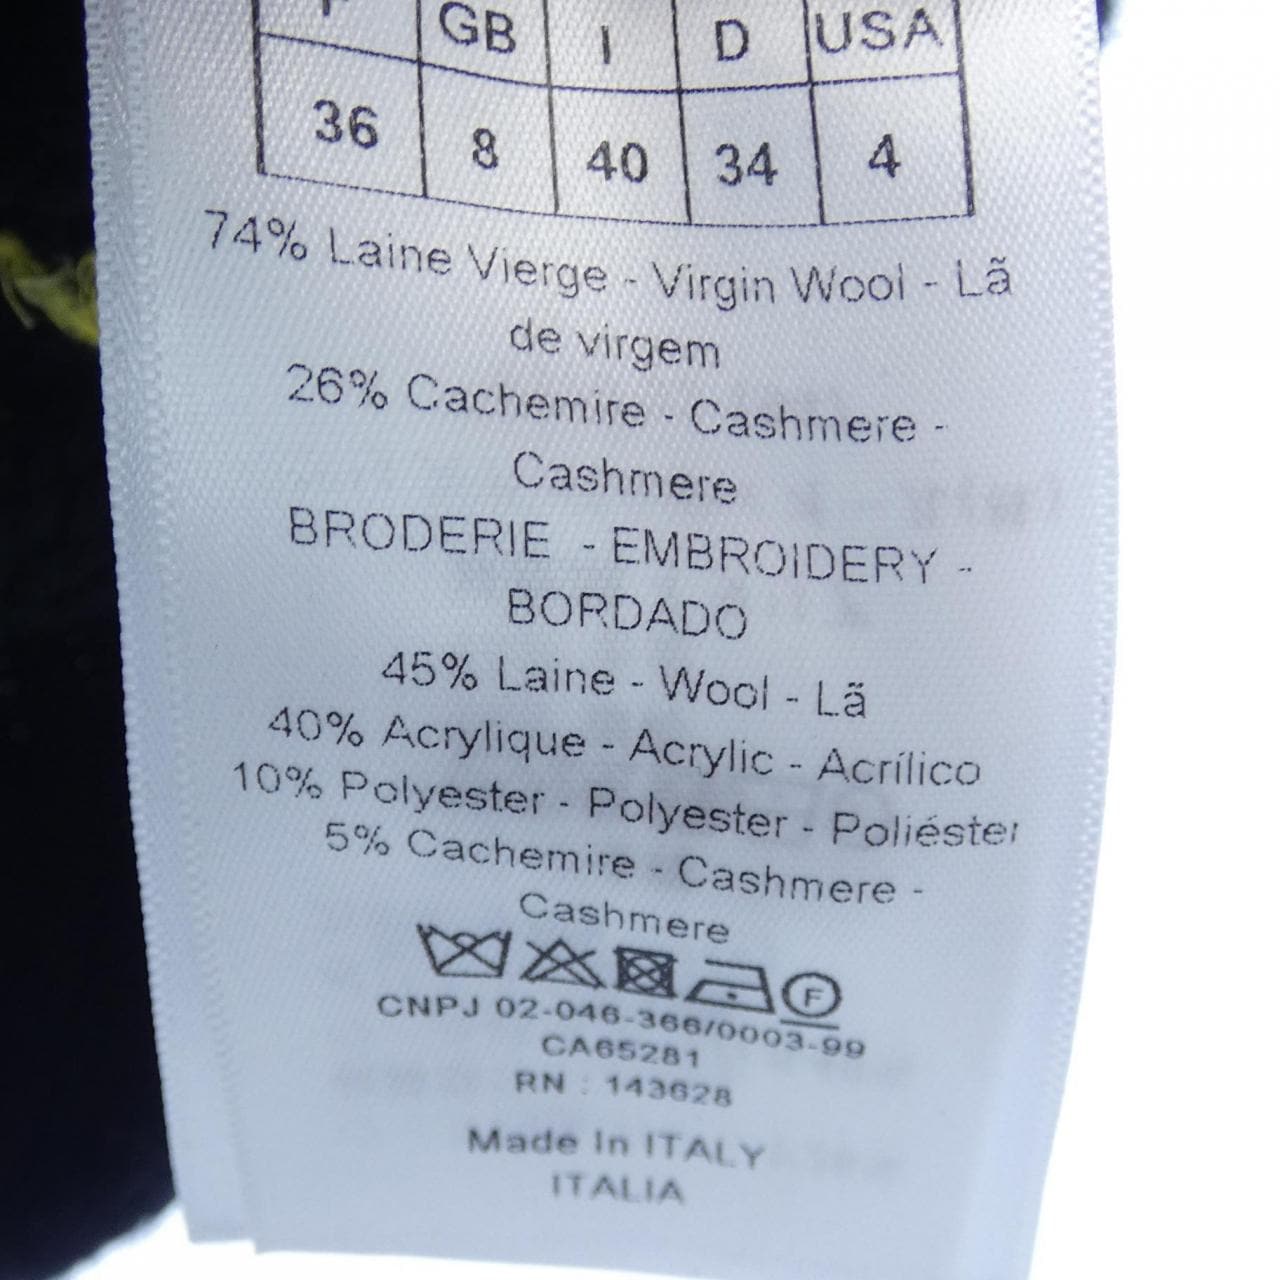 F GB I D USA
36 8 40 34 4
74% Laine Vierge - Virgin Wool - Lã
de virgem
26% Cachemire - Cashmere -
Cashmere
BRODERIE - EMBROIDERY -
BORDADO
45% Laine - Wool - Lã
40% Acrylique - Acrylic - Acrílico
10% Polyester - Polyester - Poliéster
5% Cachemire - Cashmere -
Cashmere
F
CNPJ 02-046-366/0003-99
CA65281
RN : 143628
Made In ITALY
ITALIA